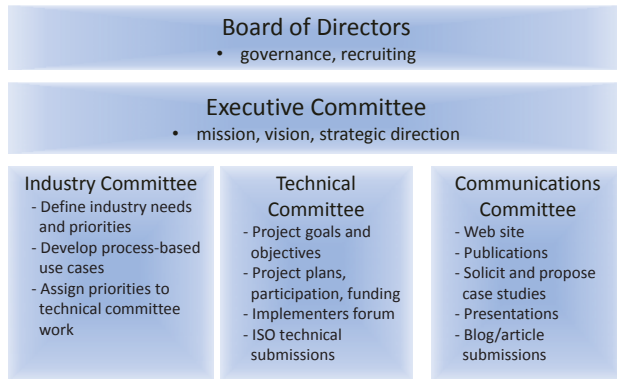 Board of Directors
• governance, recruiting
Executive Committee
• mission, vision, strategic direction
Industry Committee
- Define industry needs
and priorities
- Develop process-based
use cases
- Assign priorities to
technical committee
work
Technical
Committee
- Project goals and
objectives
- Project plans,
participation, funding
- Implementers forum
- ISO technical
submissions
Communications
Committee
- Web site
- Publications
- Solicit and propose
case studies
- Presentations
- Blog/article
submissions